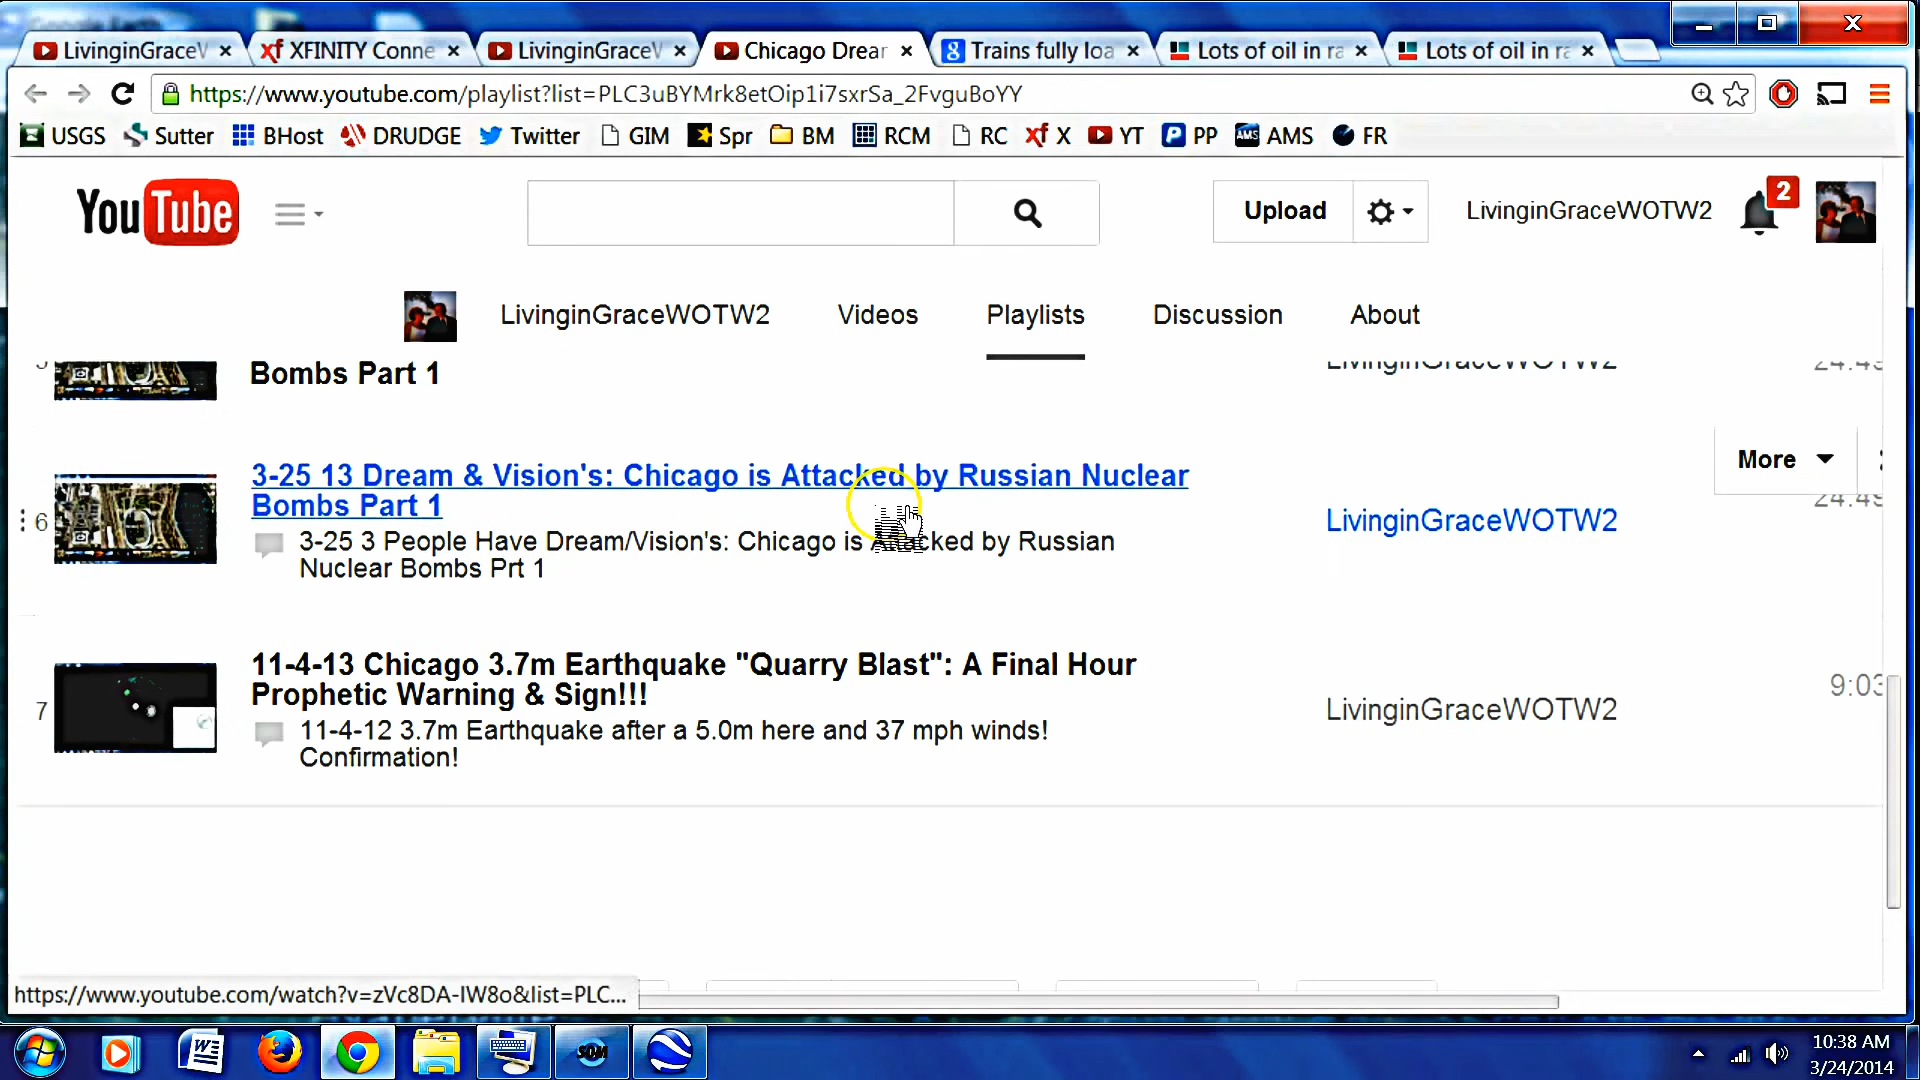 LivinginGraceV
XFINITY Conne
LivinginGraceV
Chicago Drear
Trains fully loa
Lots of oil in ra
Lots of oil in ra
https://www.youtube.com/playlist?list=PLC3uBYMrk8etOip1i7sxrSa_2FvguBoYY
USGS
Sutter
BHost
DRUDGE
Twitter
GIM
Spr
BM
RCM
RC
X
YT
PP
AMS
FR
YouTube
Upload
LivinginGraceWOTW2
2
LivinginGraceWOTW2
Videos
Playlists
Discussion
About
Bombs Part 1
LivinginGraceWOTW2
More
6
3-25 13 Dream & Vision's: Chicago is Attacked by Russian Nuclear
Bombs Part 1
3-25 3 People Have Dream/Vision's: Chicago is Attacked by Russian
Nuclear Bombs Prt 1
LivinginGraceWOTW2
7
11-4-13 Chicago 3.7m Earthquake "Quarry Blast": A Final Hour
Prophetic Warning & Sign!!!
11-4-12 3.7m Earthquake after a 5.0m here and 37 mph winds!
Confirmation!
LivinginGraceWOTW2
9:03
https://www.youtube.com/watch?v=zVc8DA-IW8o&list=PLC...
10:38 AM
3/24/2014